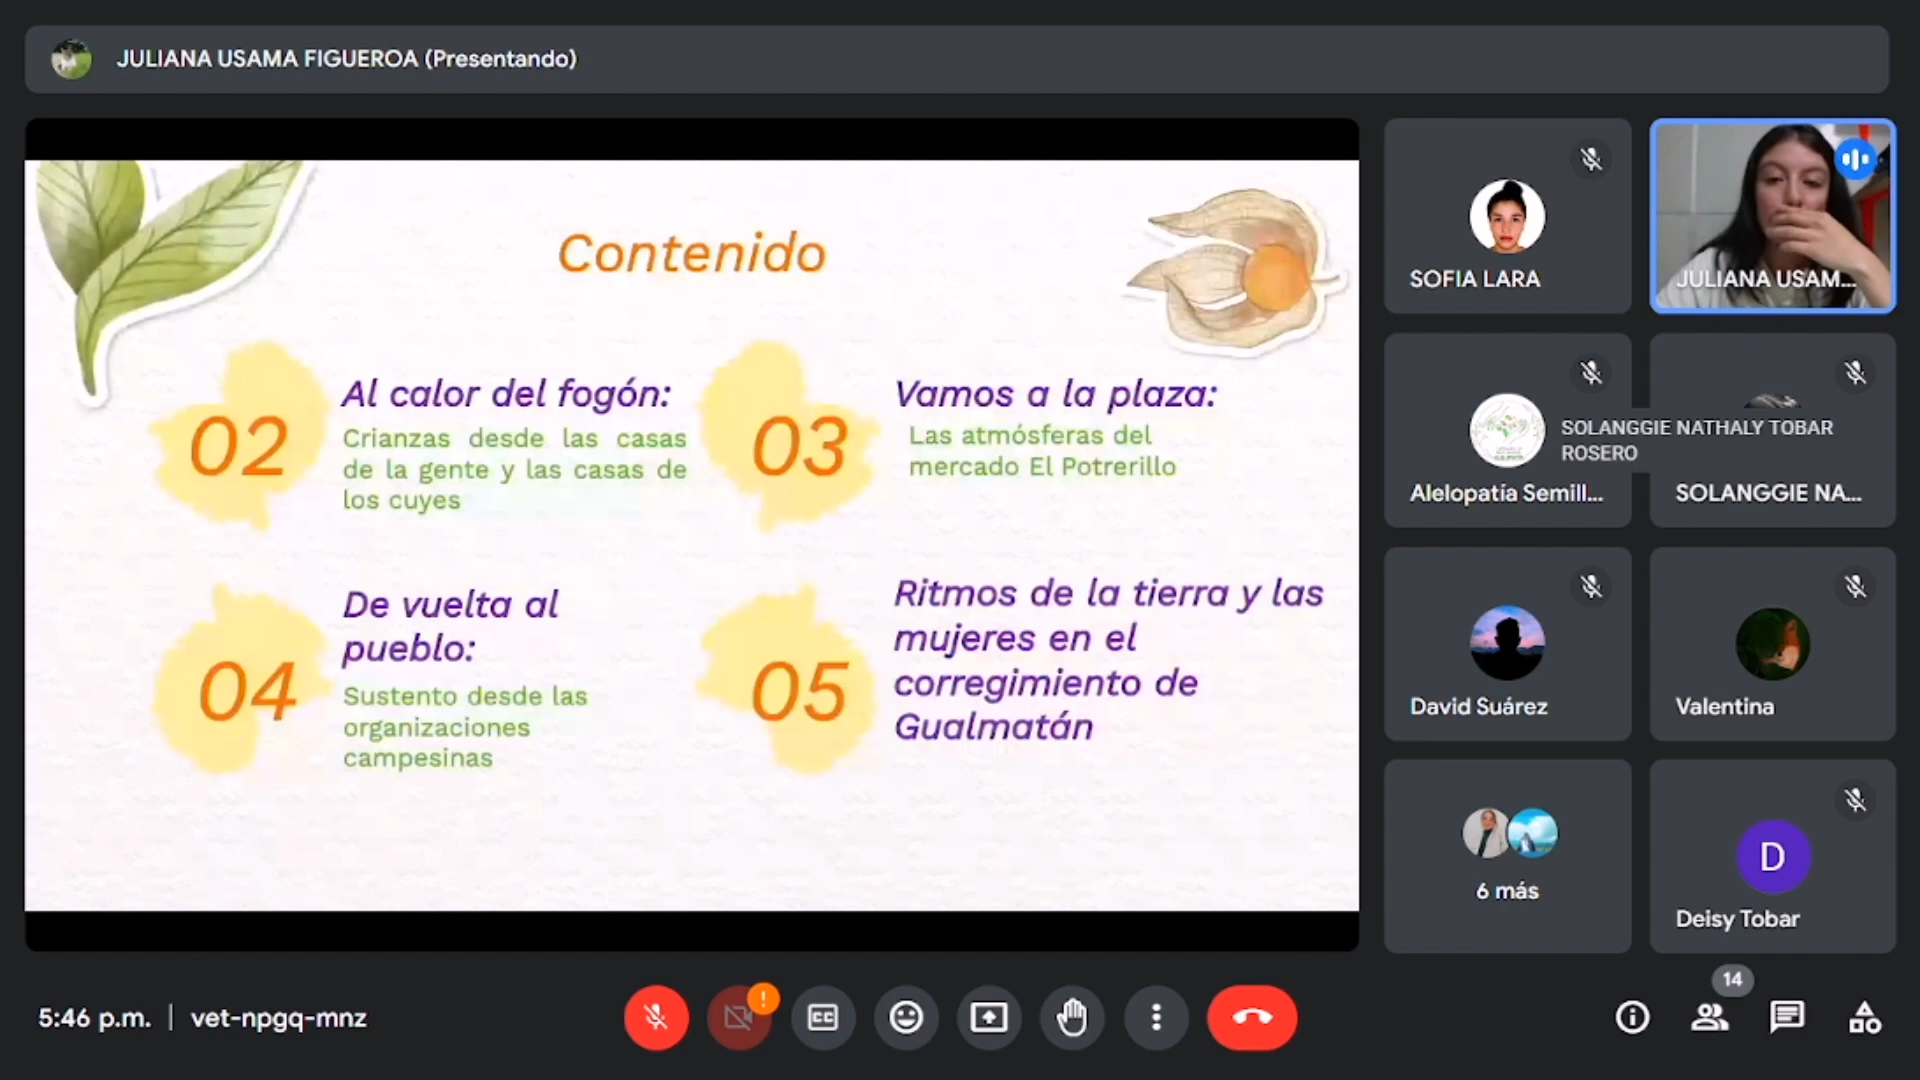 JULIANA USAMA FIGUEROA (Presentando)
Contenido
02
Al calor del fogón:
Crianzas desde las casas
de la gente y las casas de
los cuyes
03
Vamos a la plaza:
Las atmósferas del
mercado El Potrerillo
04
De vuelta al
pueblo:
Sustento desde las
organizaciones
campesinas
05
Ritmos de la tierra y las
mujeres en el
corregimiento de
Gualmatán
SOFIA LARA
JULIANA USAM...
Alelopatía Semill...
SOLANGGIE NATHALY TOBAR
ROSERO
SOLANGGIE NA...
David Suárez
Valentina
6 más
D
Deisy Tobar
5:46 p.m. | vet-npgq-mnz
!
CC
14